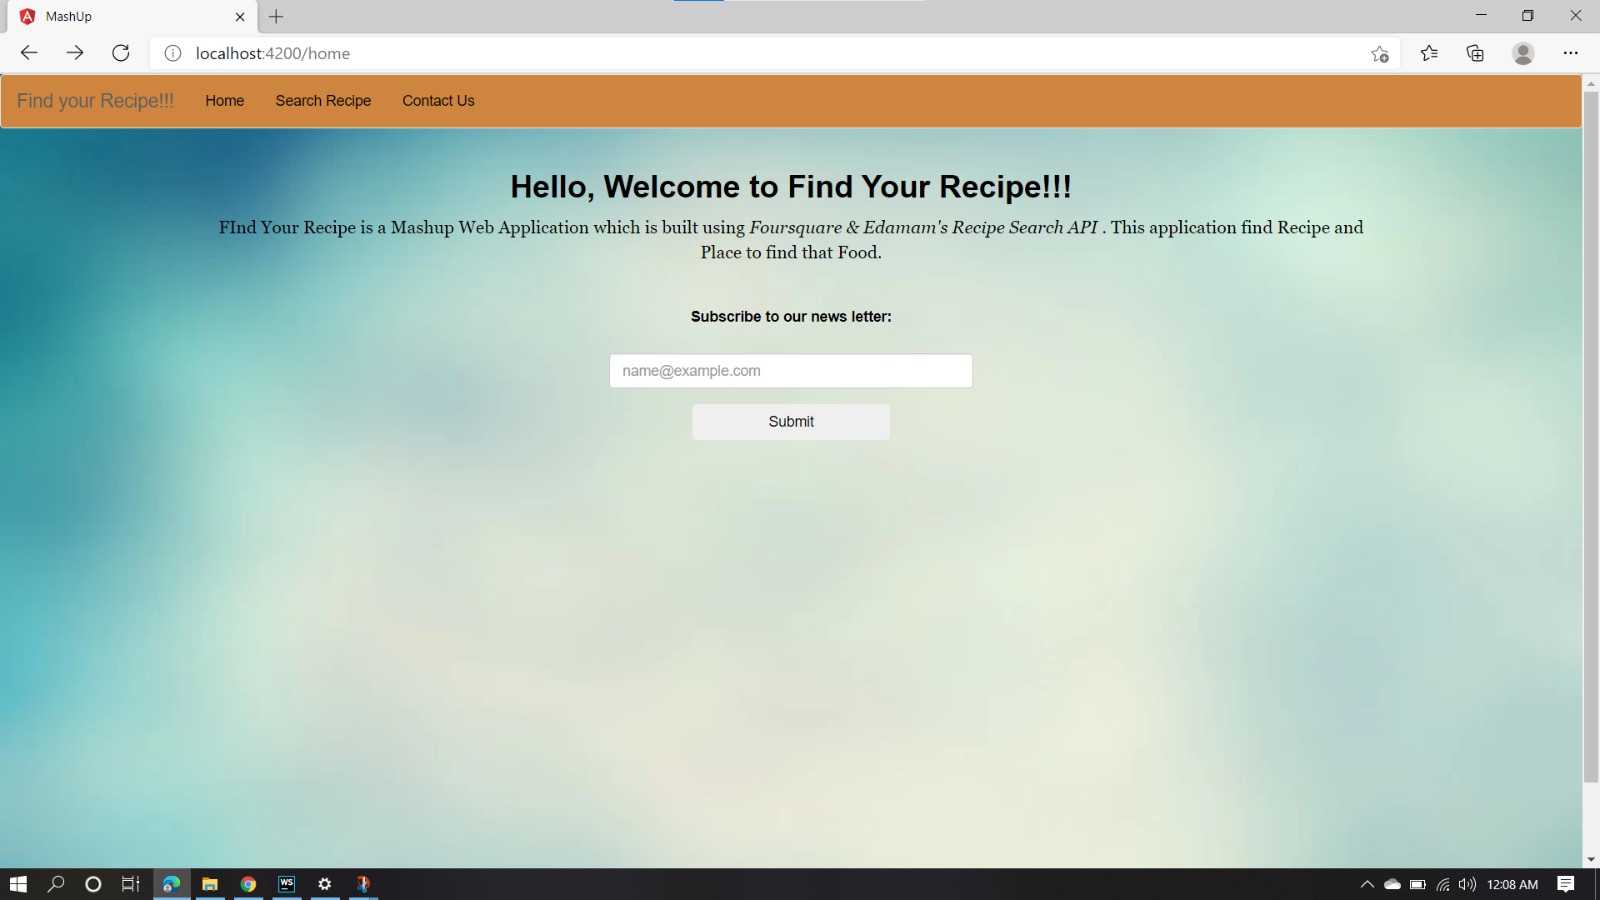 MashUp
localhost:4200/home
Find your Recipe!!! Home Search Recipe Contact Us
Hello, Welcome to Find Your Recipe!!!
FInd Your Recipe is a Mashup Web Application which is built using Foursquare & Edamam's Recipe Search API . This application find Recipe and
Place to find that Food.
Subscribe to our news letter:
name@example.com
Submit
WS
12:08 AM